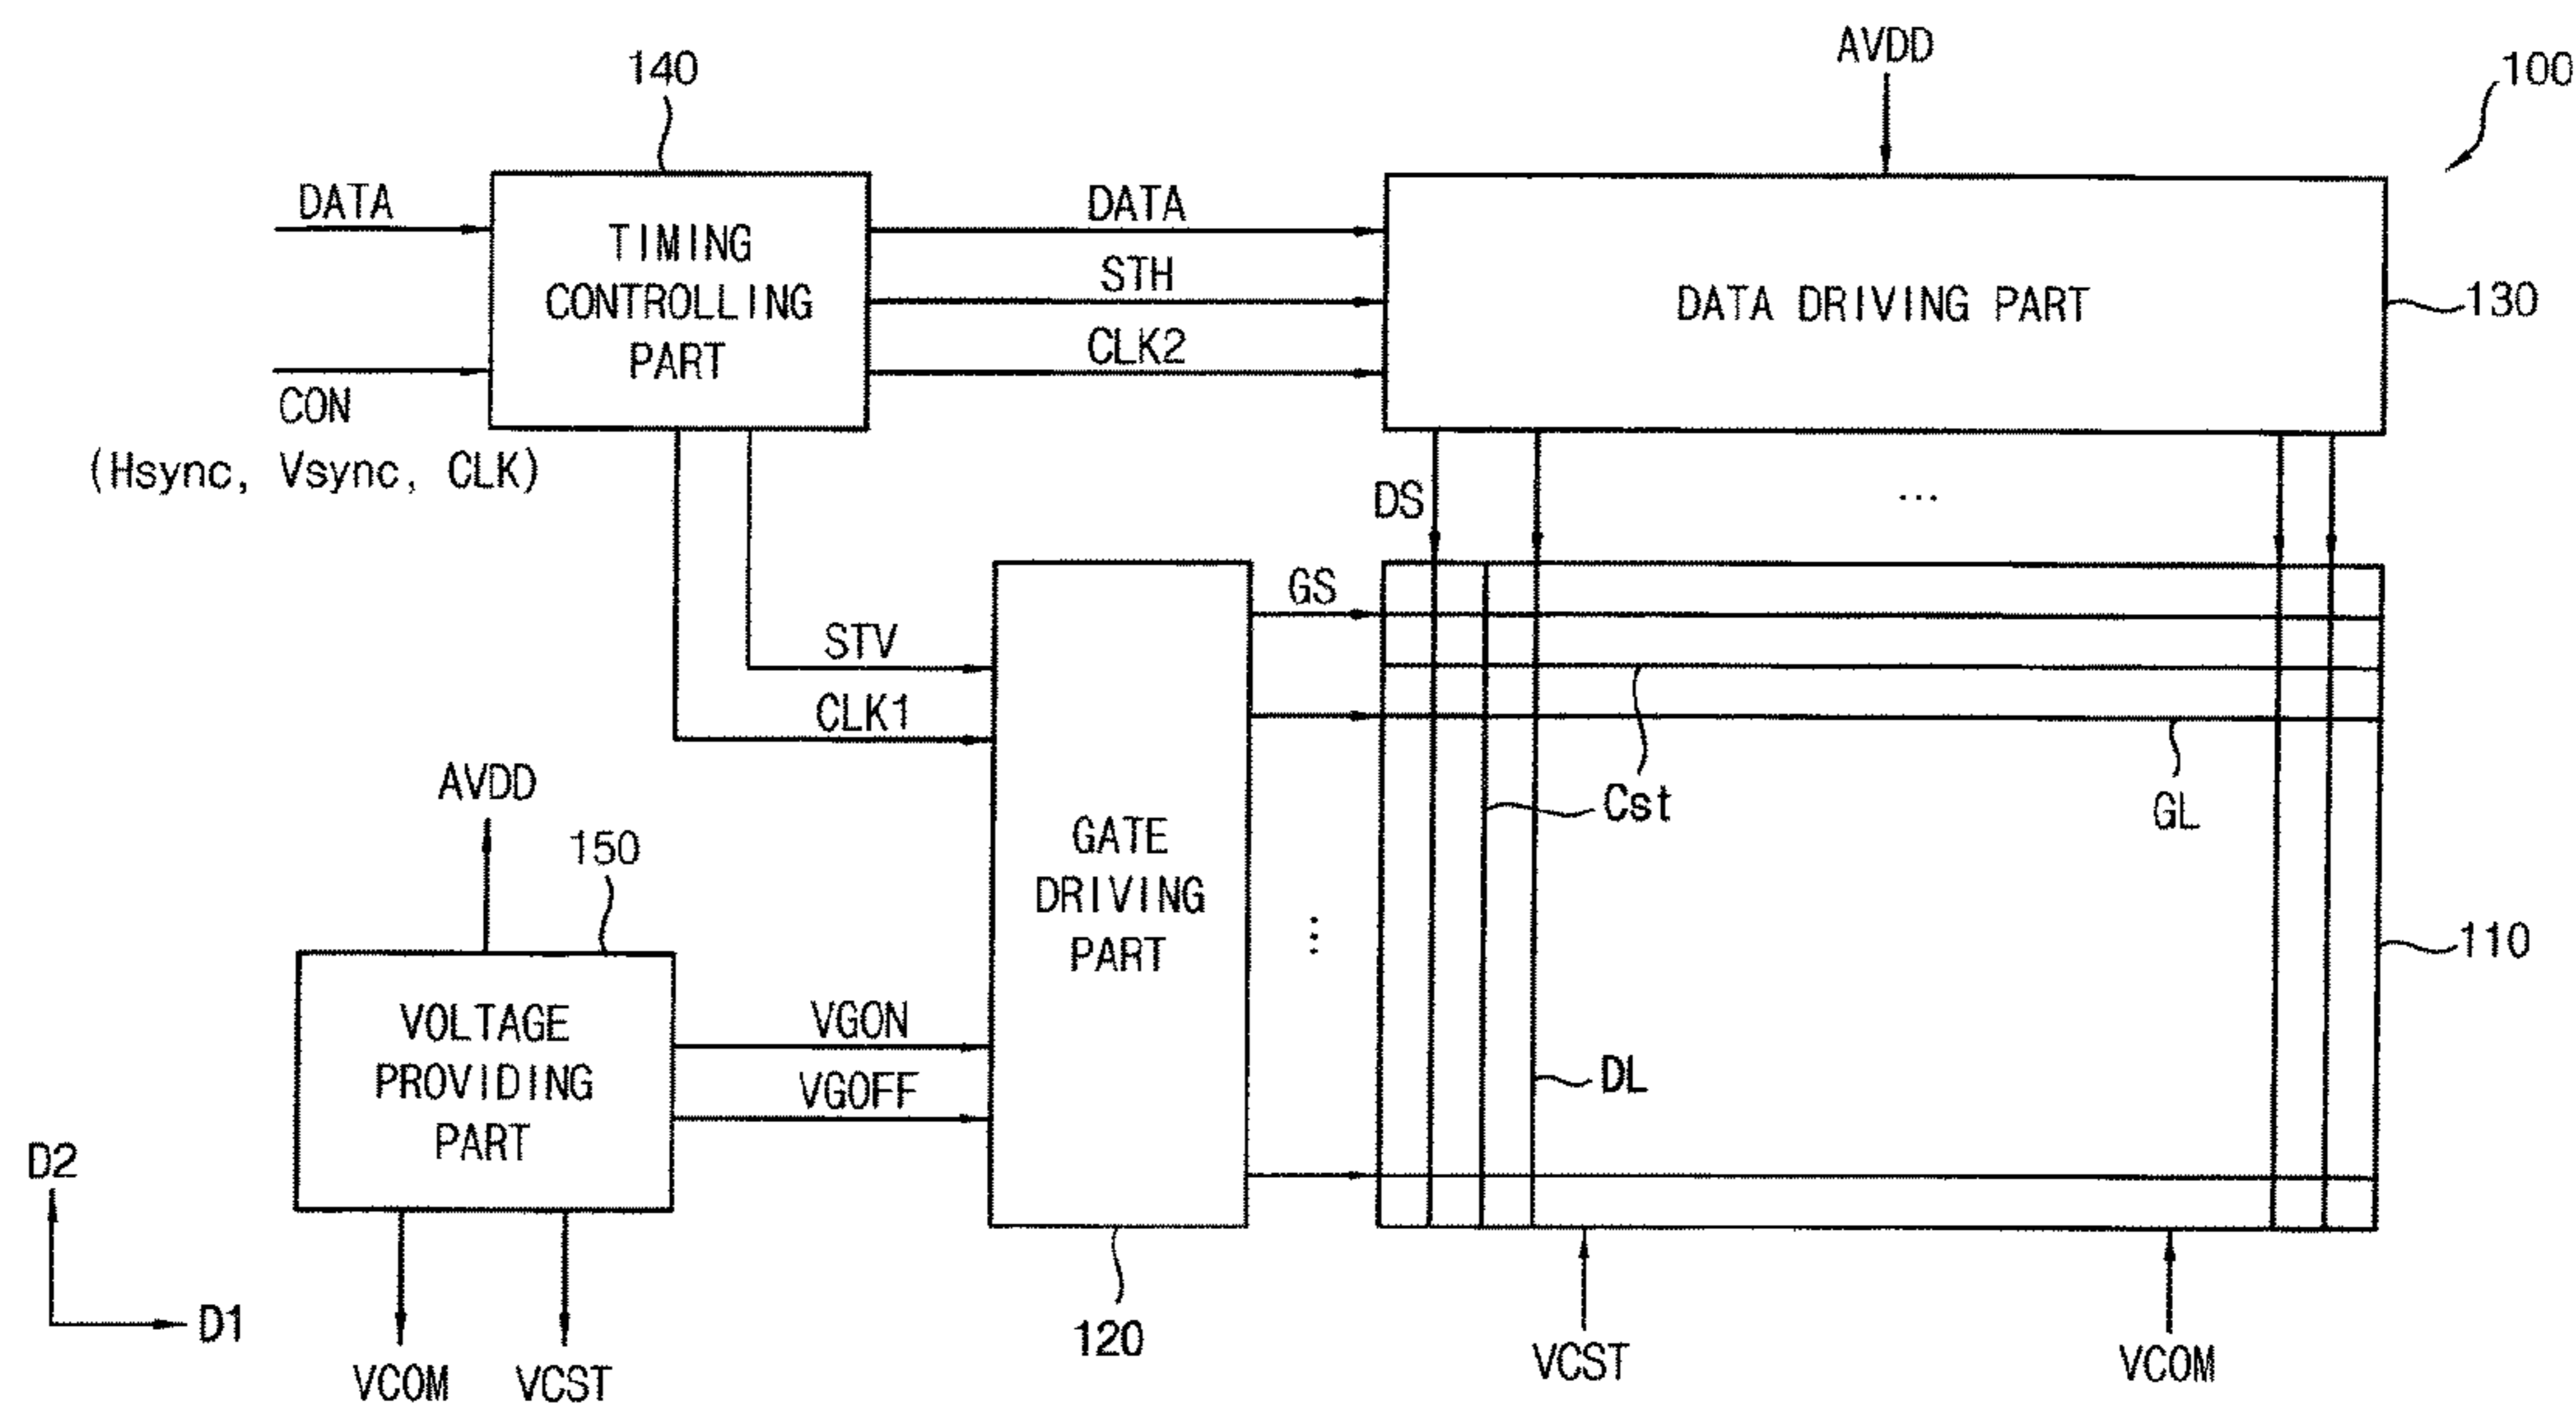 AVDD
100
140
DATA
TIMING
CONTROLLING
PART
DATA
STH
CLK2
DATA DRIVING PART
130
CON
(Hsync, Vsync, CLK)
DS
...
GS
STV
CLK1
Cst
GL
AVDD
150
GATE
DRIVING
PART
...
110
VOLTAGE
PROVIDING
PART
VGON
VGOFF
DL
D2
D1
120
VCOM
VCST
VCST
VCOM